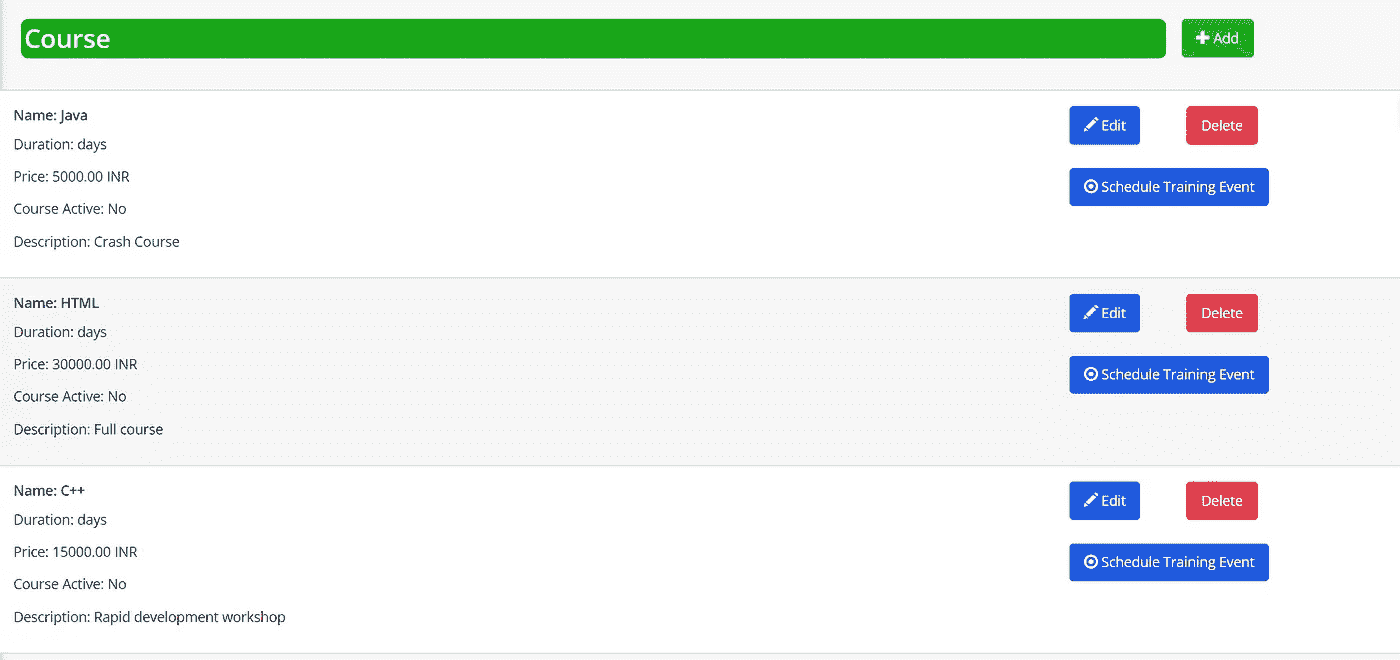 Course
Add
Name: Java
Edit
Delete
Duration: days
Price: 5000.00 INR
Schedule Training Event
Course Active: No
Description: Crash Course
Name: HTML
Edit
Delete
Duration: days
Price: 30000.00 INR
Schedule Training Event
Course Active: No
Description: Full course
Name: C++
Edit
Delete
Duration: days
Price: 15000.00 INR
Schedule Training Event
Course Active: No
Description: Rapid development workshop